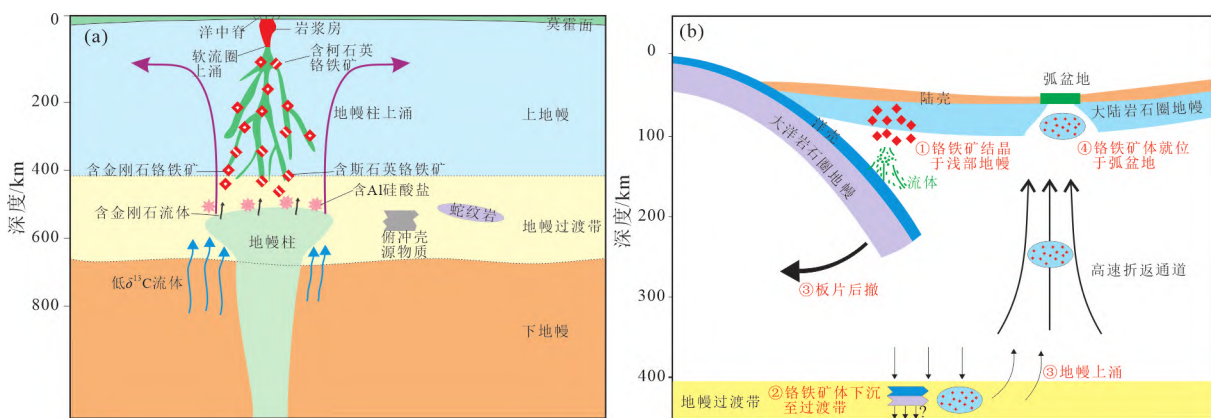 (a)
洋中脊
岩浆房
莫霍面
软流圈
上涌
含柯石英
铬铁矿
地幔柱上涌
上地幔
含金刚石铬铁矿
含斯石英铬铁矿
含Al硅酸盐
含金刚石流体
地幔柱
俯冲壳
源物质
蛇纹岩
地幔过渡带
低δ¹³C流体
下地幔
深度/km
0
200
400
600
800
(b)
弧盆地
陆壳
大陆岩石圈地幔
洋壳
大洋岩石圈地幔
①铬铁矿结晶
于浅部地幔
④铬铁矿体就位
于弧盆地
流体
③板片后撤
高速折返通道
③地幔上涌
②铬铁矿体下沉
至过渡带
?
地幔过渡带
深度/km
0
100
200
300
400